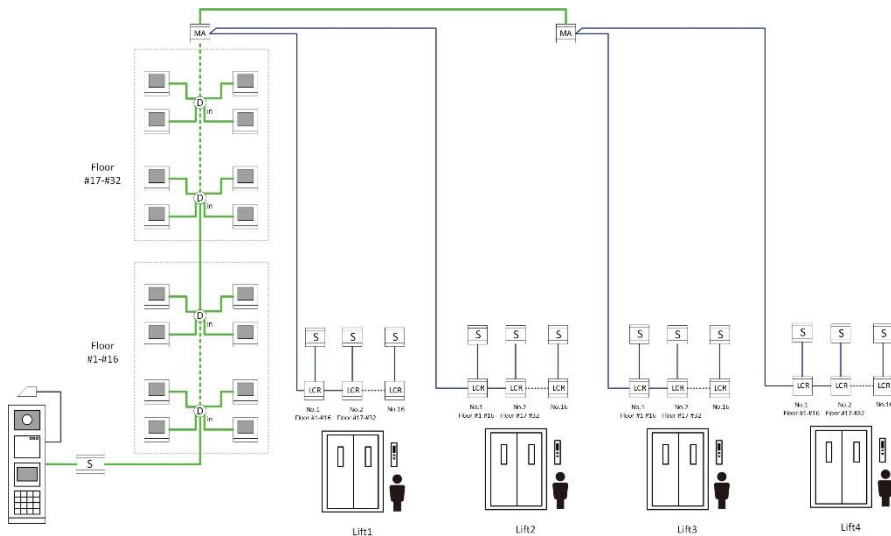 MA
MA
D
in
Floor
#17-#32
D
in
D
in
Floor
#1-#16
D
in
S
S S S
LCR LCR LCR
No.1 No.2 No.16
Floor #1-#16 Floor #17-#32
Lift1
S S S
LCR LCR LCR
No.1 No.2 No.16
Floor #1 #16 Floor #17 #32
Lift2
S S S
LCR LCR LCR
No.1 No.2 No.16
Floor #1 #16 Floor #17 #32
Lift3
S S S
LCR LCR LCR
No.1 No.2 No.16
Floor #1-#16 Floor #17-#32
Lift4